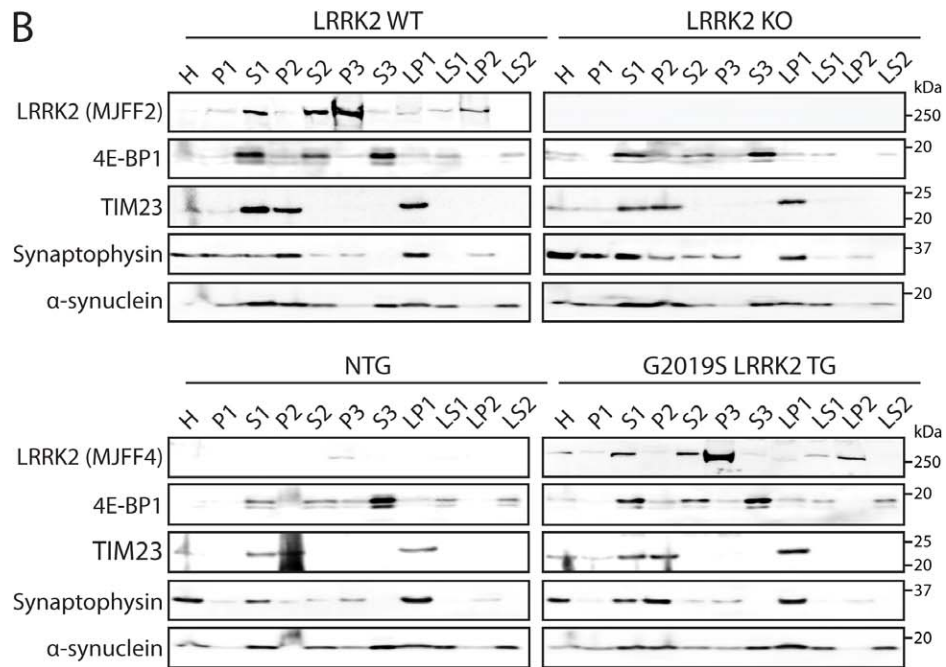 B
LRRK2 WT LRRK2 KO
H P1 S1 P2 S2 P3 S3 LP1 LS1 LP2 LS2 H P1 S1 P2 S2 P3 S3 LP1 LS1 LP2 LS2
kDa
LRRK2 (MJFF2) 250
4E-BP1 20
TIM23 25
20
Synaptophysin 37
α-synuclein 20
NTG G2019S LRRK2 TG
H P1 S1 P2 S2 P3 S3 LP1 LS1 LP2 LS2 H P1 S1 P2 S2 P3 S3 LP1 LS1 LP2 LS2
kDa
LRRK2 (MJFF4) 250
4E-BP1 20
TIM23 25
20
Synaptophysin 37
α-synuclein 20